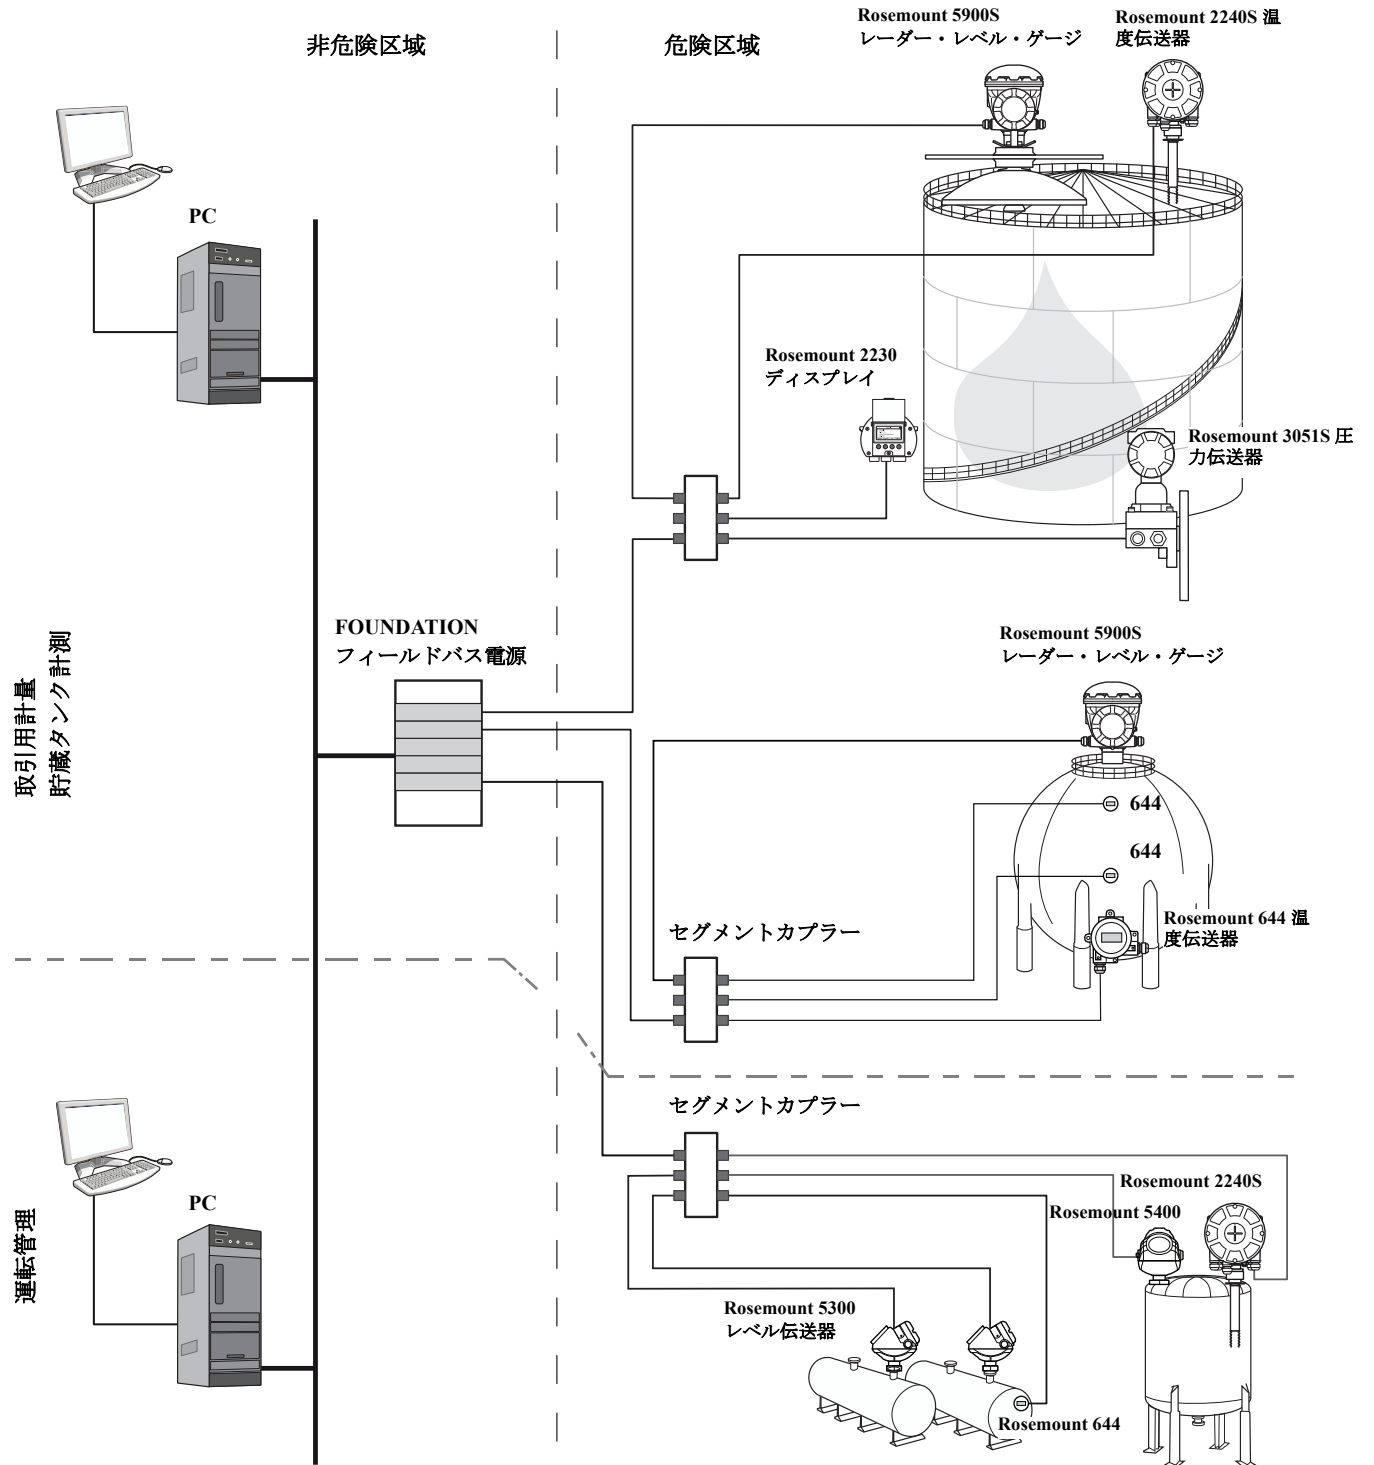 非危険区域
危険区域
Rosemount 5900S
レーダー・レベル・ゲージ
Rosemount 2240S 温
度伝送器
PC
Rosemount 2230
ディスプレイ
Rosemount 3051S 圧
力伝送器
FOUNDATION
フィールドバス電源
取引用計量
貯蔵タンク計測
Rosemount 5900S
レーダー・レベル・ゲージ
644
644
Rosemount 644 温
度伝送器
セグメントカプラー
セグメントカプラー
PC
運転管理
Rosemount 2240S
Rosemount 5400
Rosemount 5300
レベル伝送器
Rosemount 644